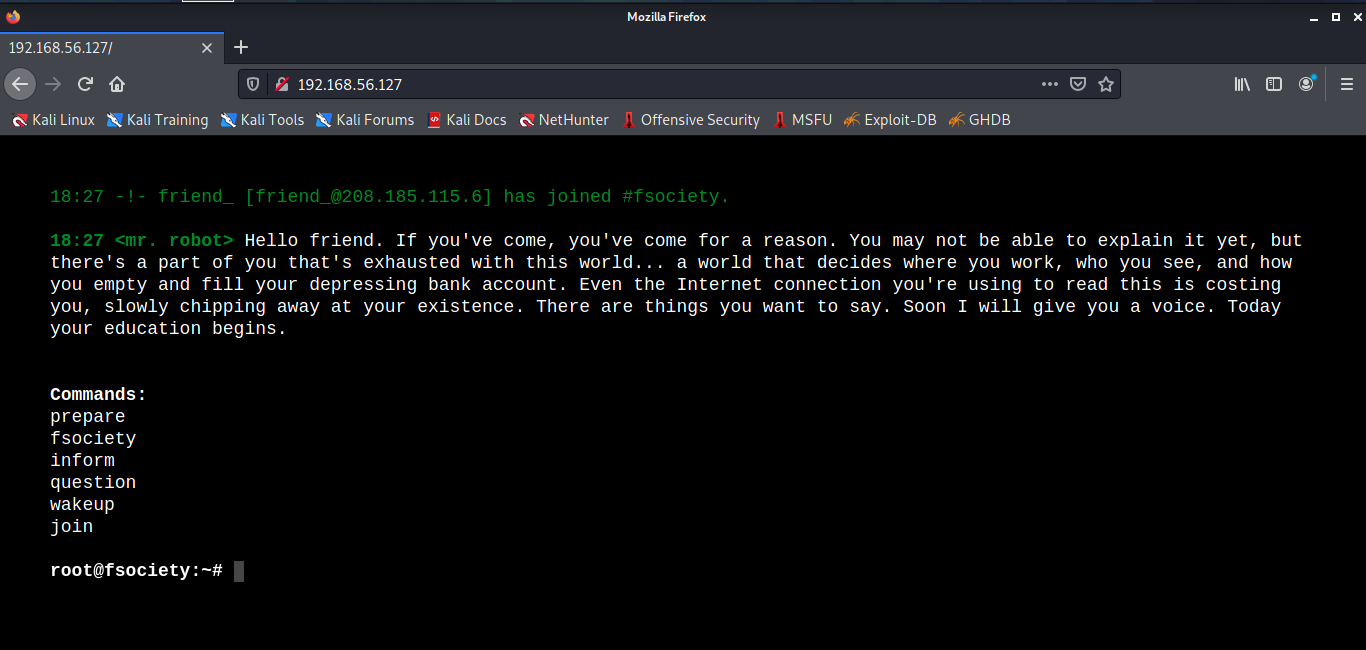 Mozilla Firefox
192.168.56.127/
192.168.56.127
Kali Linux Kali Training Kali Tools Kali Forums Kali Docs NetHunter Offensive Security MSFU Exploit-DB GHDB
18:27 -!- friend_ [friend_@208.185.115.6] has joined #fsociety.
18:27 <mr. robot> Hello friend. If you've come, you've come for a reason. You may not be able to explain it yet, but
there's a part of you that's exhausted with this world... a world that decides where you work, who you see, and how
you empty and fill your depressing bank account. Even the Internet connection you're using to read this is costing
you, slowly chipping away at your existence. There are things you want to say. Soon I will give you a voice. Today
your education begins.
Commands:
prepare
fsociety
inform
question
wakeup
join
root@fsociety:~#